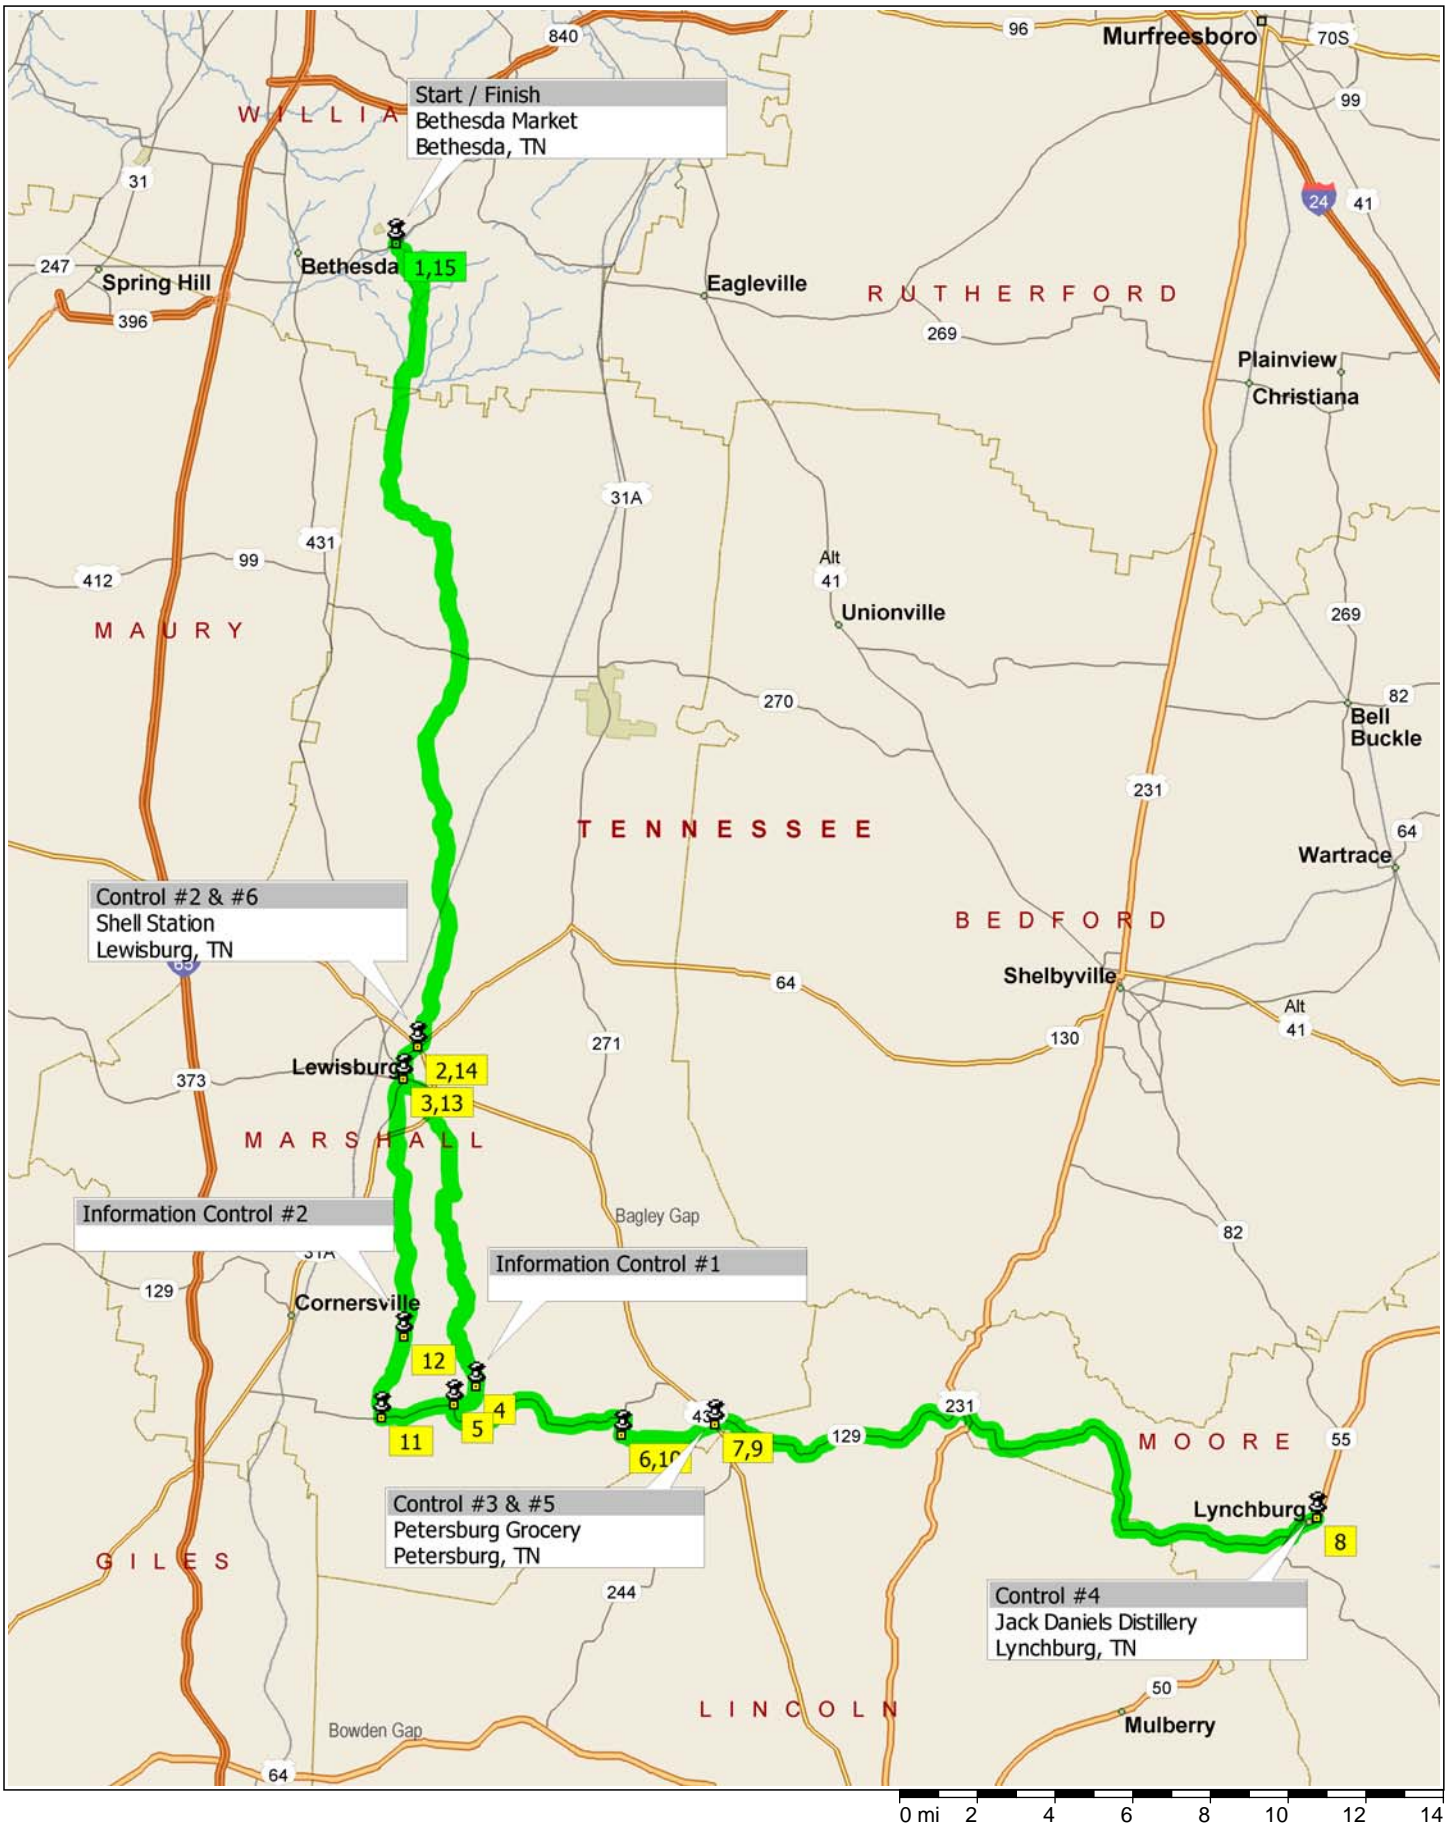 840
96
Murfreesboro
70S
99
Start / Finish
Bethesda Market
Bethesda, TN
W I L L I A
31
24
41
247
Spring Hill
Bethesda
1,15
Eagleville
R U T H E R F O R D
396
269
Plainview
Christiana
31A
431
99
412
Alt
41
Unionville
269
M A U R Y
270
82
Bell
Buckle
231
T E N N E S S E E
64
Wartrace
Control #2 & #6
Shell Station
Lewisburg, TN
B E D F O R D
65
64
Shelbyville
Alt
41
130
271
Lewisburg
2,14
373
3,13
M A R S H A L L
Information Control #2
Bagley Gap
82
31A
Information Control #1
129
Cornersville
12
4
5
11
231
43
129
7,9
6,10
M O O R E
55
Control #3 & #5
Petersburg Grocery
Petersburg, TN
Lynchburg
8
G I L E S
244
Control #4
Jack Daniels Distillery
Lynchburg, TN
50
Mulberry
L I N C O L N
Bowden Gap
64
0 mi 2 4 6 8 10 12 14